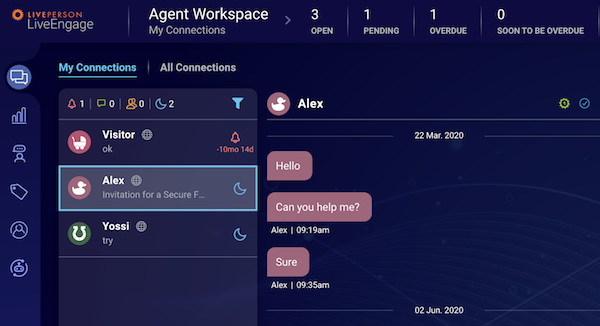 LIVEPERSON
LiveEngage
Agent Workspace
My Connections
3
OPEN
1
PENDING
1
OVERDUE
0
SOON TO BE OVERDUE
My Connections
All Connections
1 0 0 2
Visitor
ok
-10mo 14d
Alex
Invitation for a Secure F...
Yossi
try
Alex
22 Mar. 2020
Hello
Can you help me?
Alex | 09:19am
Sure
Alex | 09:35am
02 Jun. 2020